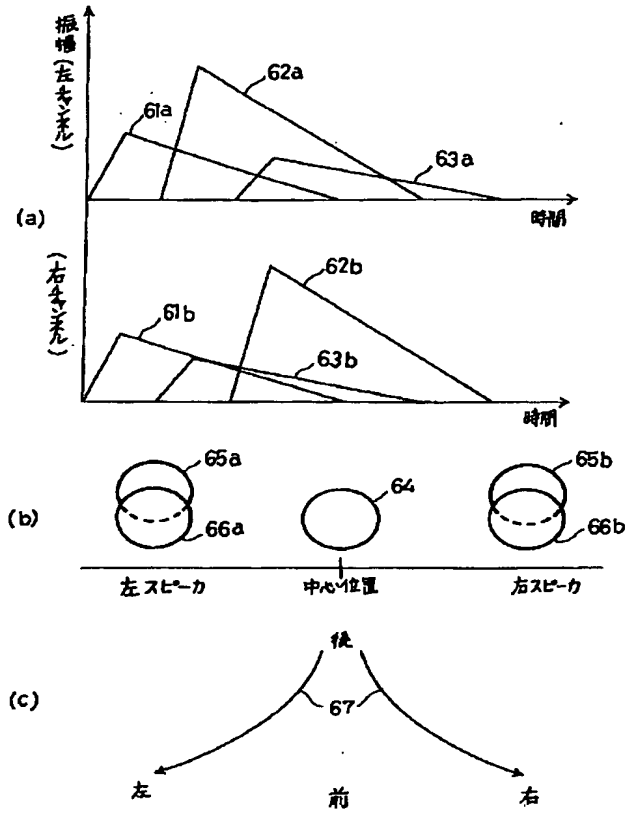 振幅(左チャンネル)
61a
62a
63a
時間
(a)
(右チャンネル)
61b
62b
63b
時間
(b)
65a
66a
64
65b
66b
左スピーカ
中心位置
右スピーカ
(c)
後
67
左
前
右